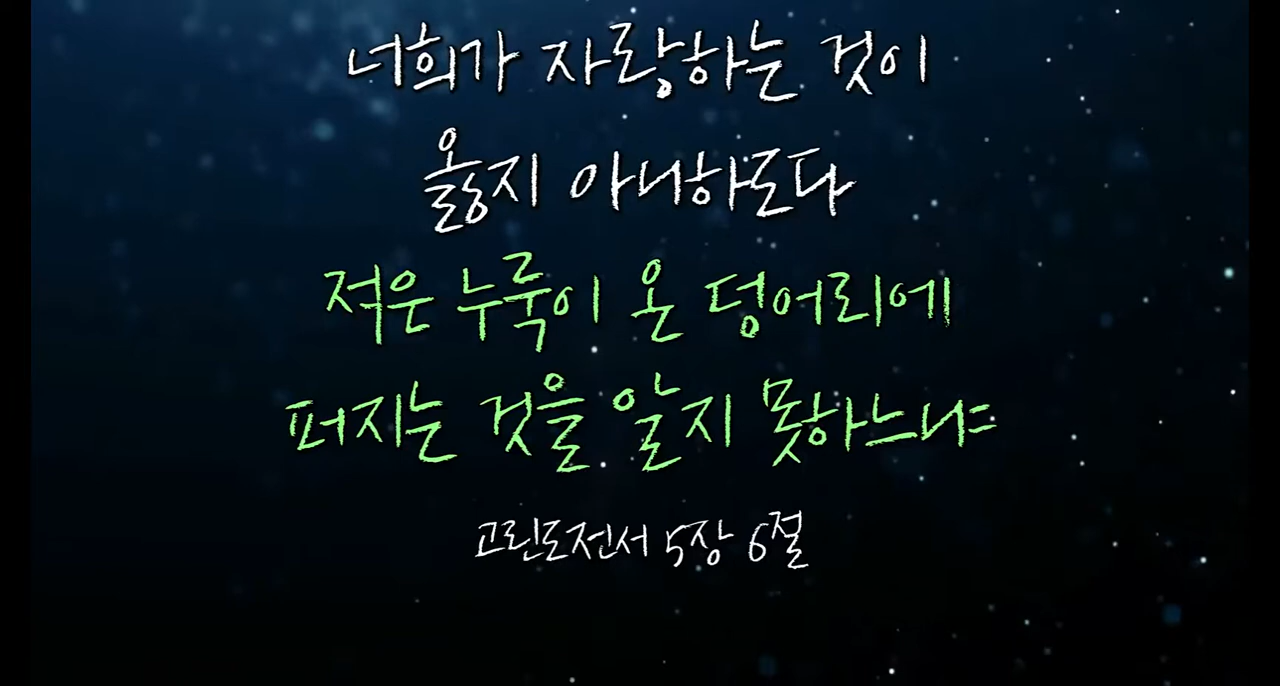 너희가 자랑하는 것이
옳지 아니하도다
적은 누룩이 온 덩어리에
퍼지는 것을 알지 못하느냐
고린도전서 5장 6절